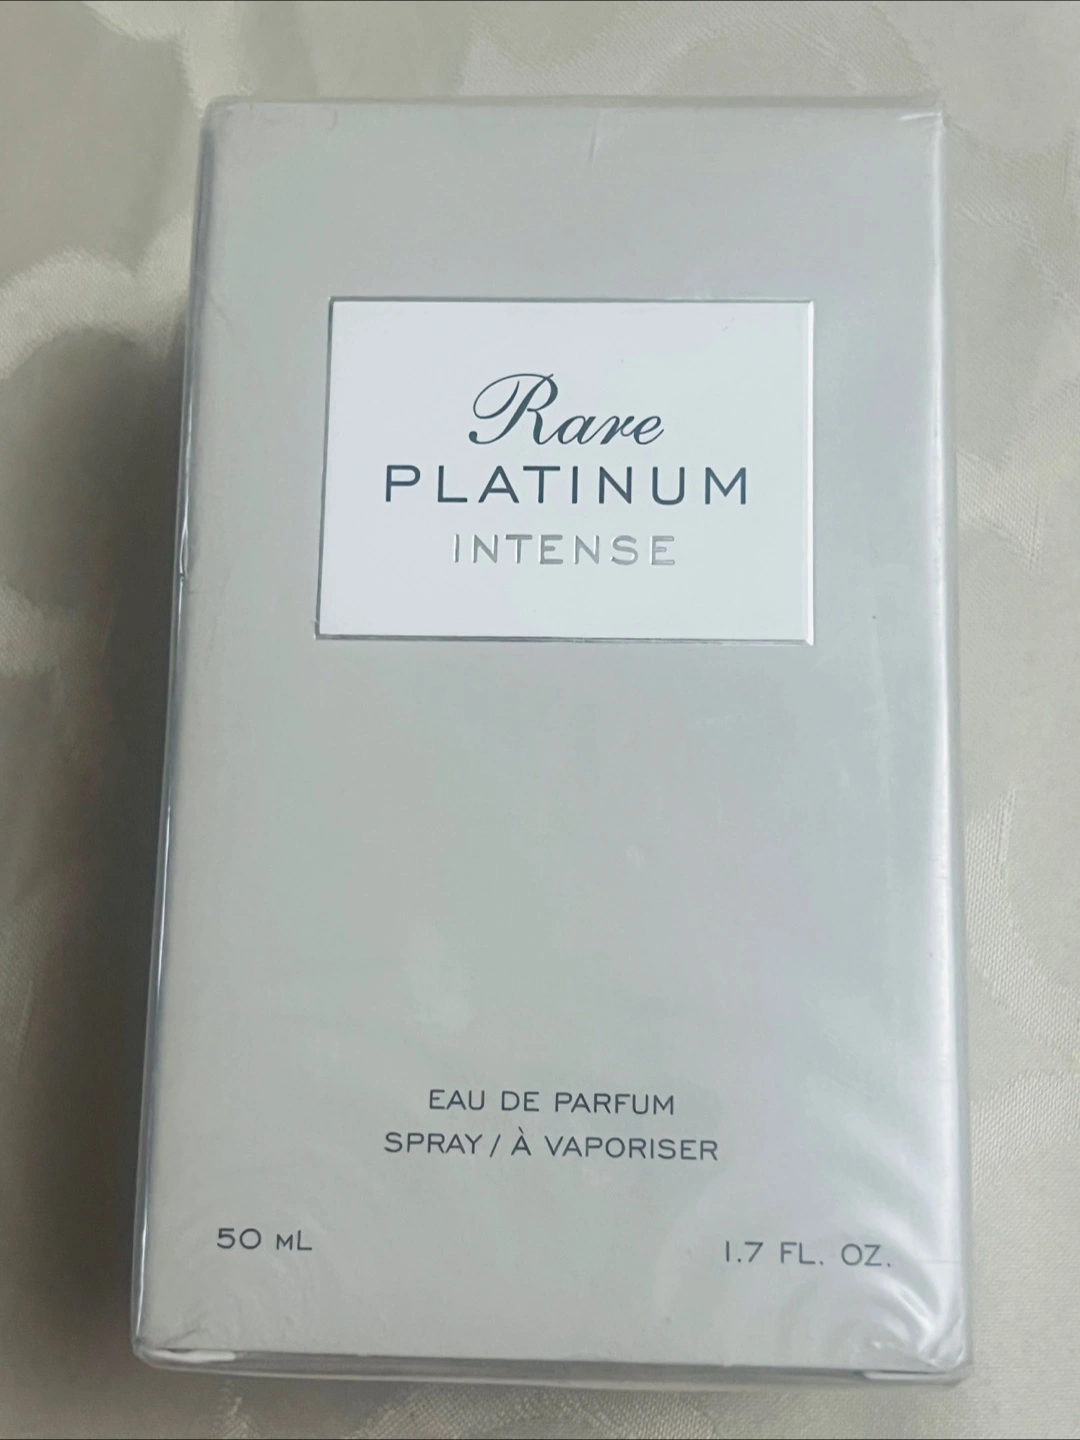 Rare
PLATINUM
INTENSE
EAU DE PARFUM
SPRAY / À VAPORISER
50 mL
1.7 FL. OZ.